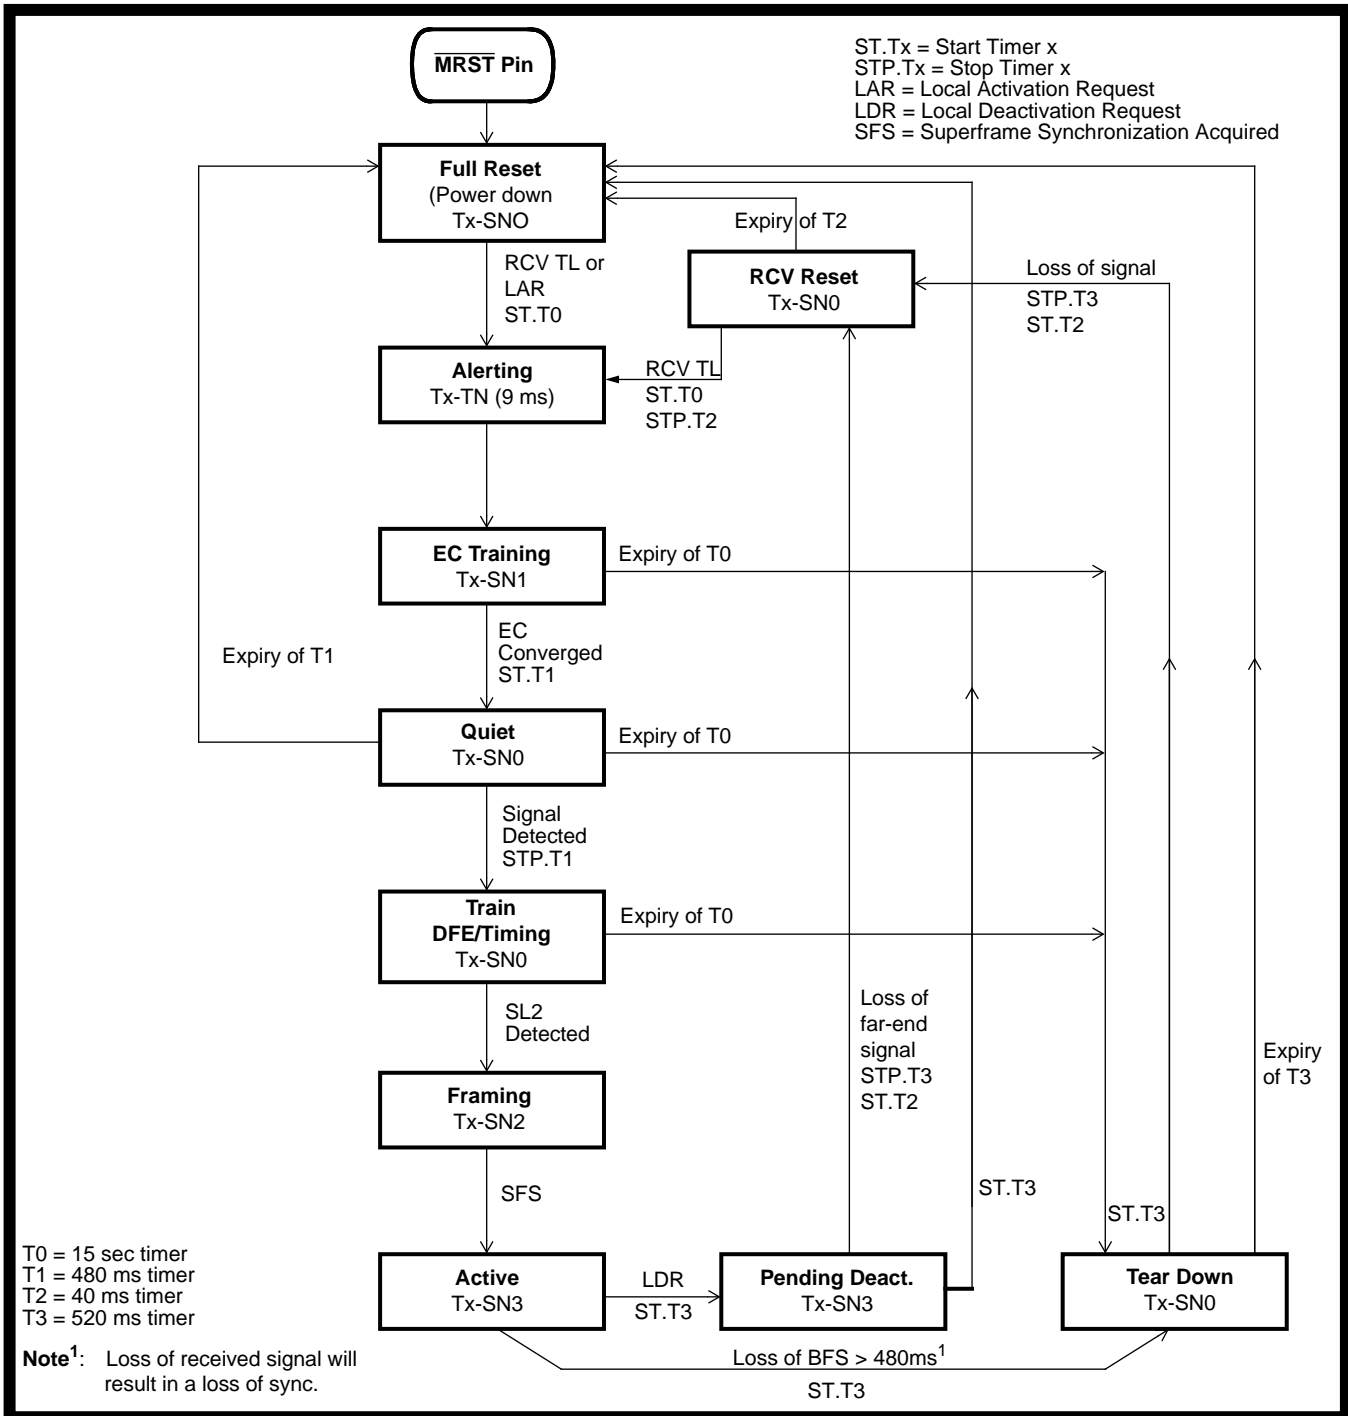 MRST Pin
ST.Tx = Start Timer x
STP.Tx = Stop Timer x
LAR = Local Activation Request
LDR = Local Deactivation Request
SFS = Superframe Synchronization Acquired
Full Reset
(Power down
Tx-SNO
Expiry of T2
RCV TL or
LAR
ST.T0
RCV Reset
Tx-SN0
Loss of signal
STP.T3
ST.T2
Alerting
Tx-TN (9 ms)
RCV TL
ST.T0
STP.T2
EC Training
Tx-SN1
Expiry of T0
EC
Converged
ST.T1
Expiry of T1
Quiet
Tx-SN0
Expiry of T0
Signal
Detected
STP.T1
Train
DFE/Timing
Tx-SN0
Expiry of T0
SL2
Detected
Loss of
far-end
signal
STP.T3
ST.T2
Expiry
of T3
Framing
Tx-SN2
SFS
ST.T3
ST.T3
T0 = 15 sec timer
T1 = 480 ms timer
T2 = 40 ms timer
T3 = 520 ms timer
Active
Tx-SN3
LDR
ST.T3
Pending Deact.
Tx-SN3
Tear Down
Tx-SN0
Note1: Loss of received signal will
result in a loss of sync.
Loss of BFS > 480ms1
ST.T3